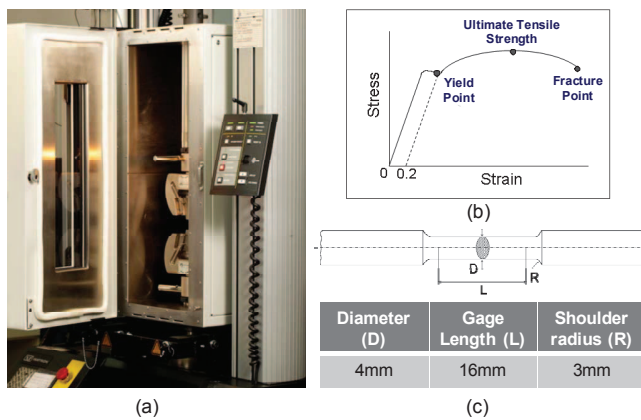 Ultimate Tensile
Strength
Yield
Point
Fracture
Point
Stress
0
0.2
Strain
(b)
D
R
L
Diameter
(D)
Gage
Length (L)
Shoulder
radius (R)
4mm
16mm
3mm
(a)
(c)